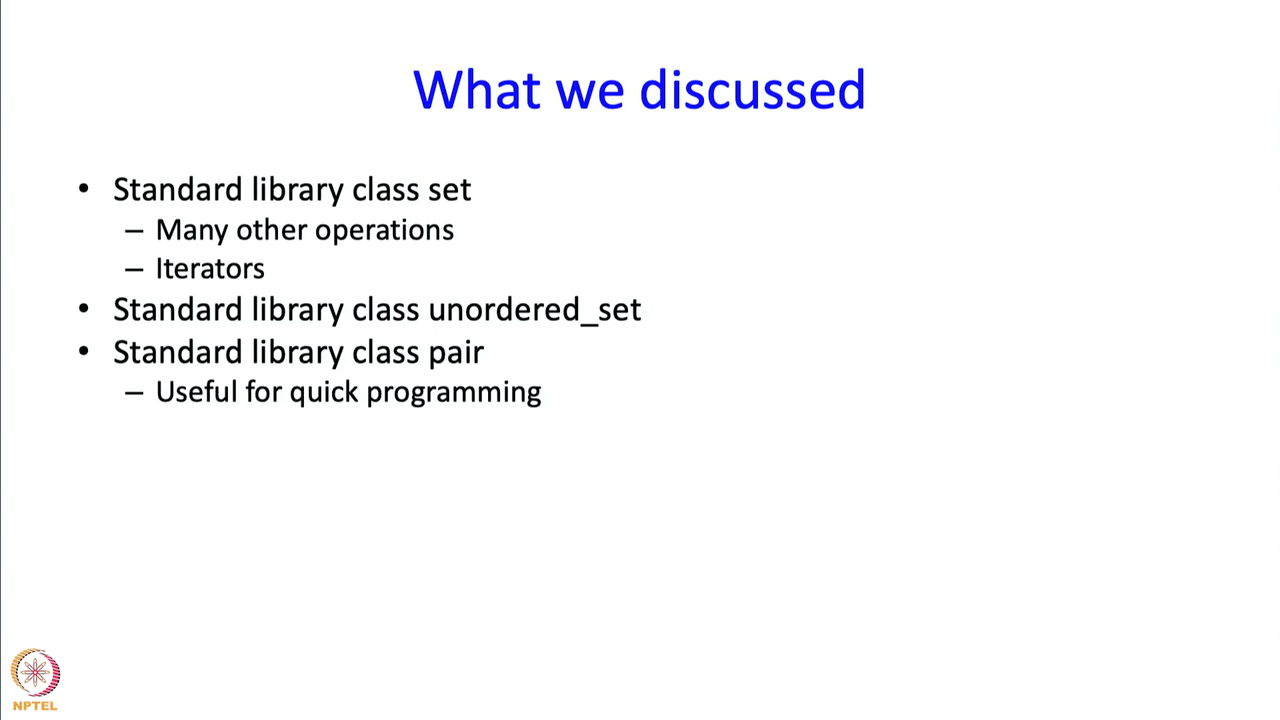 What we discussed
• Standard library class set
– Many other operations
– Iterators
• Standard library class unordered_set
• Standard library class pair
– Useful for quick programming
NPTEL